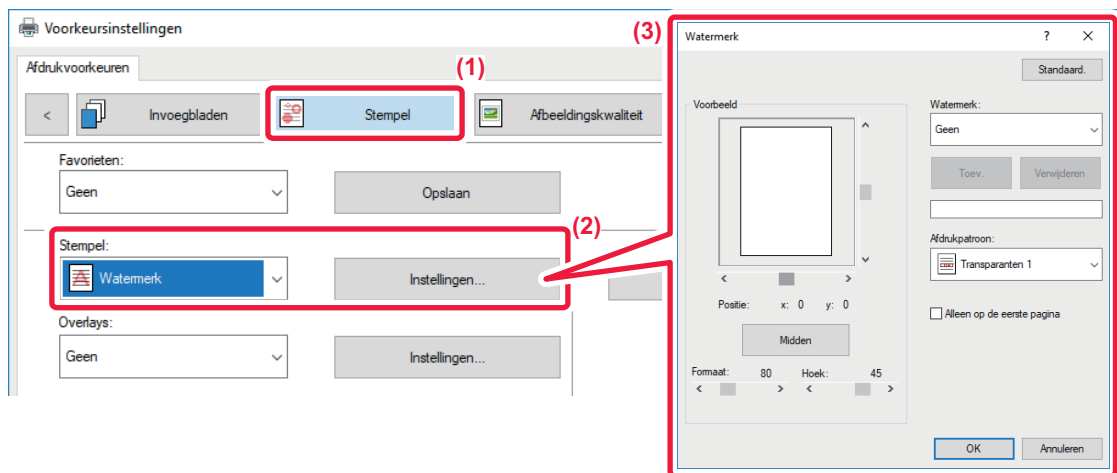 Voorkeursinstellingen
Afdrukvoorkeuren
(1)
<
Invoegbladen
Stempel
Afbeeldingskwaliteit
Favorieten:
Geen
Opslaan
(2)
Stempel:
Watermerk
Instellingen...
Overlays:
Geen
Instellingen...
(3)
Watermerk
?
Standaard.
Voorbeeld
Watermerk:
Geen
Toev.
Verwijderen
Afdrukpatroon:
Transparanten 1
Positie: x: 0 y: 0
Alleen op de eerste pagina
Midden
Formaat: 80 Hoek: 45
OK
Annuleren